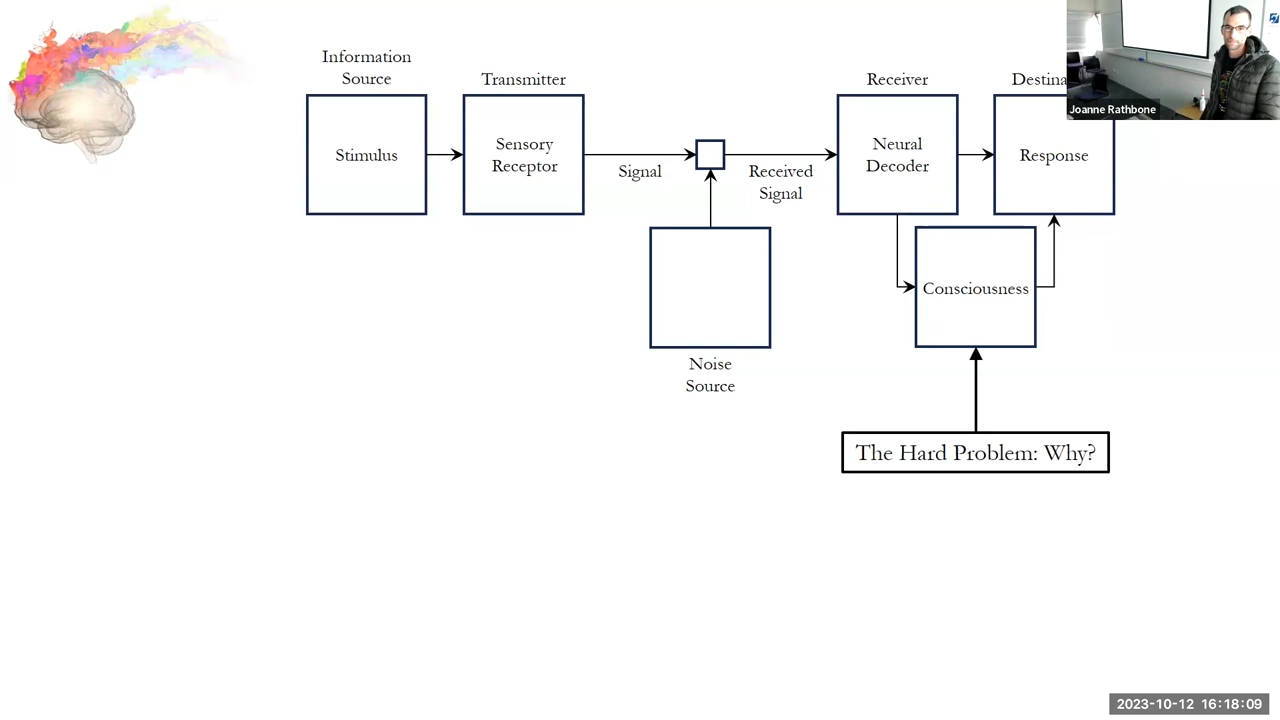 Information
Source
Transmitter
Receiver
Joanne Rathbone
Stimulus
Sensory
Receptor
Signal
Received
Signal
Neural
Decoder
Response
Consciousness
Noise
Source
The Hard Problem: Why?
2023-10-12 16:18:09